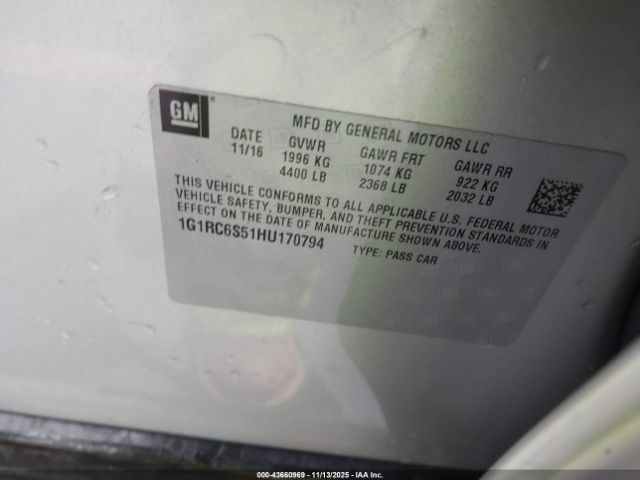 GM
MFD BY GENERAL MOTORS LLC
DATE GVWR GAWR FRT GAWR RR
11/16 1996 KG 1074 KG 922 KG
4400 LB 2368 LB 2032 LB
THIS VEHICLE CONFORMS TO ALL APPLICABLE U.S. FEDERAL MOTOR
VEHICLE SAFETY, BUMPER, AND THEFT PREVENTION STANDARDS IN
EFFECT ON THE DATE OF MANUFACTURE SHOWN ABOVE.
1G1RC6S51HU170794 TYPE: PASS CAR
000-43660969 - 11/13/2025 - IAA Inc.